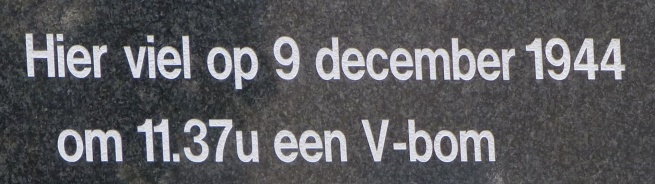 Hier viel op 9 december 1944
om 11.37u een V-bom